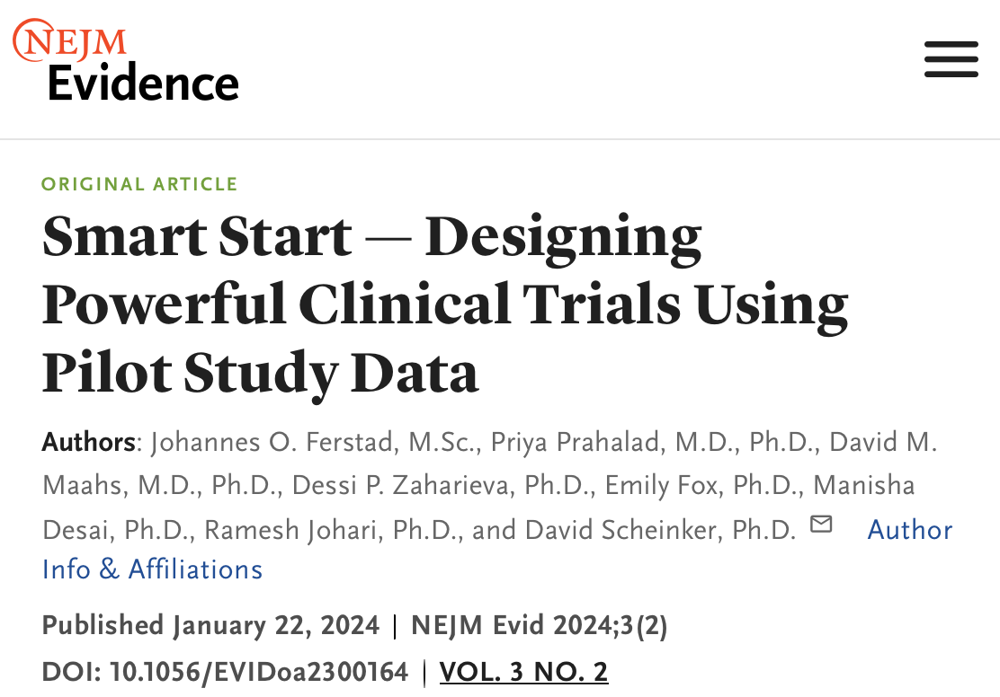 NEJM
Evidence
ORIGINAL ARTICLE
Smart Start — Designing
Powerful Clinical Trials Using
Pilot Study Data
Authors: Johannes O. Ferstad, M.Sc., Priya Prahalad, M.D., Ph.D., David M.
Maahs, M.D., Ph.D., Dessi P. Zaharieva, Ph.D., Emily Fox, Ph.D., Manisha
Desai, Ph.D., Ramesh Johari, Ph.D., and David Scheinker, Ph.D. Author
Info & Affiliations
Published January 22, 2024 | NEJM Evid 2024;3(2)
DOI: 10.1056/EVIDoa2300164 | VOL. 3 NO. 2